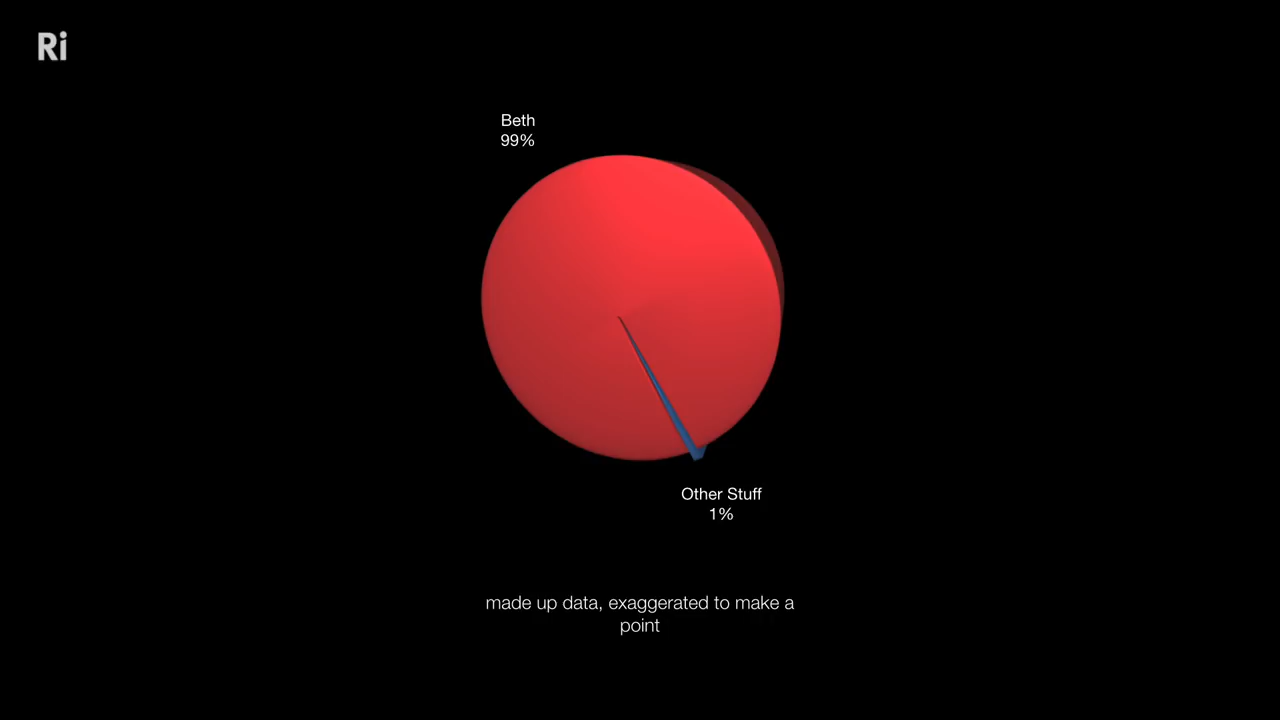 Ri
Beth
99%
Other Stuff
1%
made up data, exaggerated to make a
point